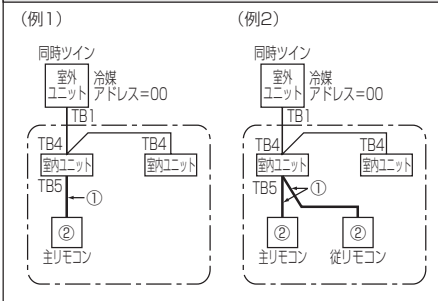 (例1)
同時ツイン
室外
ユニット
冷媒
アドレス=00
TB1
TB4
TB4
室内ユニット
室内ユニット
TB5
①
②
主リモコン
(例2)
同時ツイン
室外
ユニット
冷媒
アドレス=00
TB1
TB4
TB4
室内ユニット
室内ユニット
TB5
①
②
②
主リモコン
従リモコン